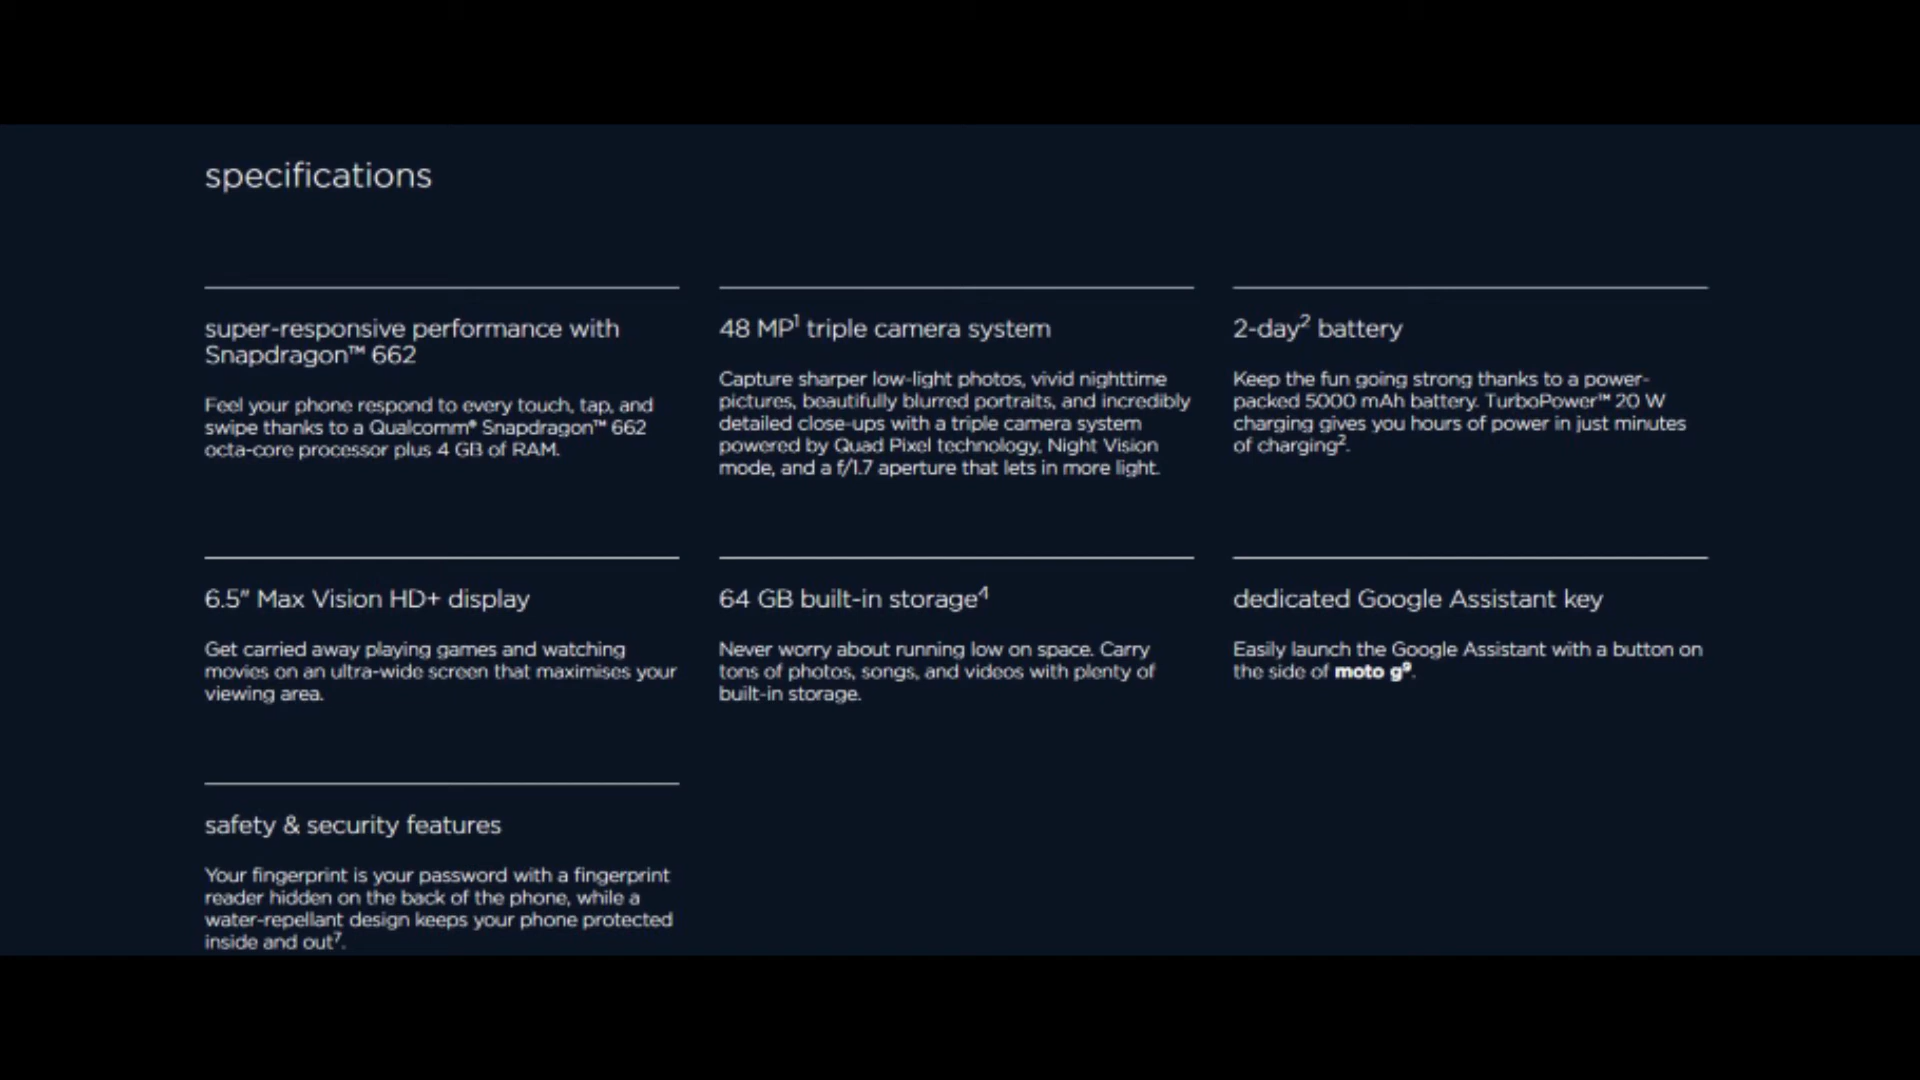 specifications
super-responsive performance with
Snapdragon™ 662
Feel your phone respond to every touch, tap, and
swipe thanks to a Qualcomm® Snapdragon™ 662
octa-core processor plus 4 GB of RAM.
48 MP¹ triple camera system
Capture sharper low-light photos, vivid nighttime
pictures, beautifully blurred portraits, and incredibly
detailed close-ups with a triple camera system
powered by Quad Pixel technology, Night Vision
mode, and a f/1.7 aperture that lets in more light.
2-day² battery
Keep the fun going strong thanks to a power-
packed 5000 mAh battery. TurboPower™ 20 W
charging gives you hours of power in just minutes
of charging².
6.5" Max Vision HD+ display
Get carried away playing games and watching
movies on an ultra-wide screen that maximises your
viewing area.
64 GB built-in storage⁴
Never worry about running low on space. Carry
tons of photos, songs, and videos with plenty of
built-in storage.
dedicated Google Assistant key
Easily launch the Google Assistant with a button on
the side of moto g⁹.
safety & security features
Your fingerprint is your password with a fingerprint
reader hidden on the back of the phone, while a
water-repellant design keeps your phone protected
inside and out⁷.